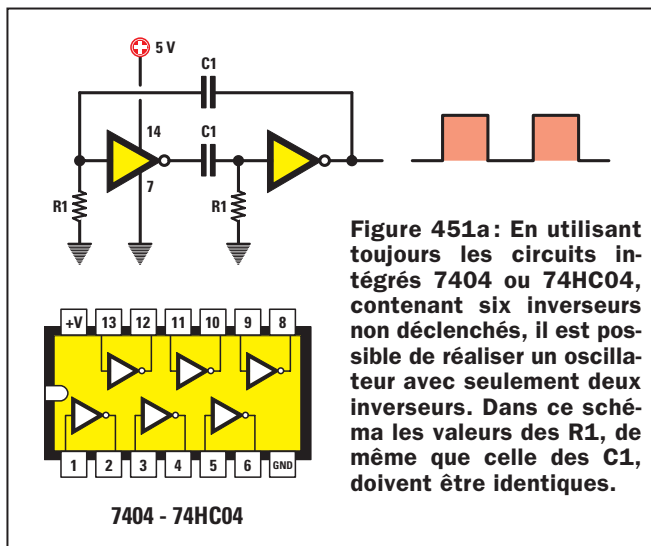 5 V
C1
14
C1
7
R1
R1
Figure 451a: En utilisant
toujours les circuits in-
tégrés 7404 ou 74HC04,
contenant six inverseurs
non déclenchés, il est pos-
sible de réaliser un oscilla-
teur avec seulement deux
inverseurs. Dans ce sché-
ma les valeurs des R1, de
même que celle des C1,
doivent être identiques.
+V 13 12 11 10 9 8
1 2 3 4 5 6 GND
7404 - 74HC04